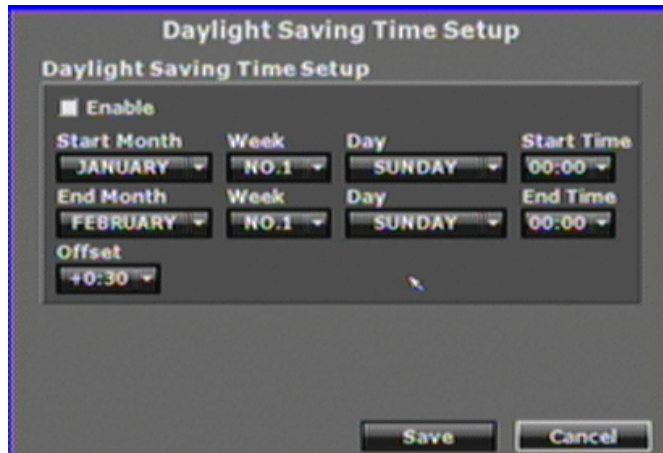 Daylight Saving Time Setup
Daylight Saving Time Setup
Enable
Start Month Week Day Start Time
JANUARY NO.1 SUNDAY 00:00
End Month Week Day End Time
FEBRUARY NO.1 SUNDAY 00:00
Offset
+0:30
Save Cancel